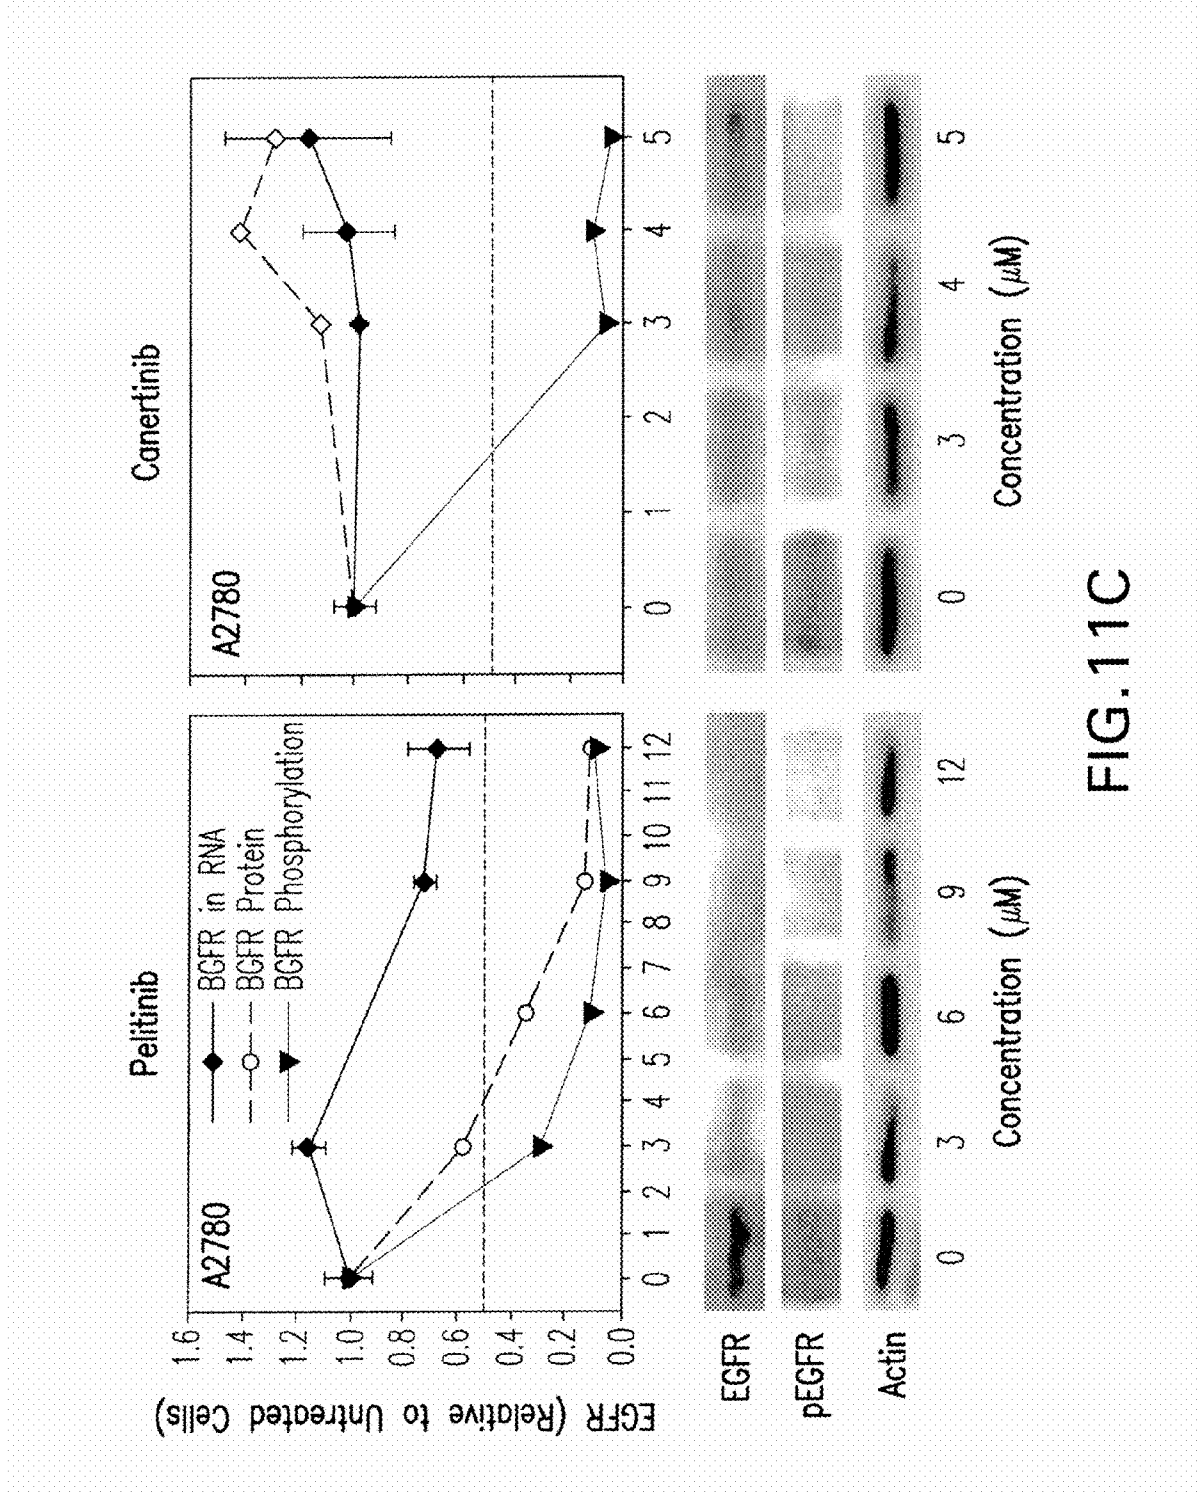 Pelitinib
A2780
BGFR in RNA
BGFR Protein
BGFR Phosphorylation
EGFR (Relative to Untreated Cells)
1.6
1.4
1.2
1.0
0.8
0.6
0.4
0.2
0.0
0 1 2 3 4 5 6 7 8 9 10 11 12
Canertinib
A2780
0 1 2 3 4 5
EGFR
pEGFR
Actin
0 3 6 9 12
Concentration (μM)
0 3 4 5
Concentration (μM)
FIG.11C